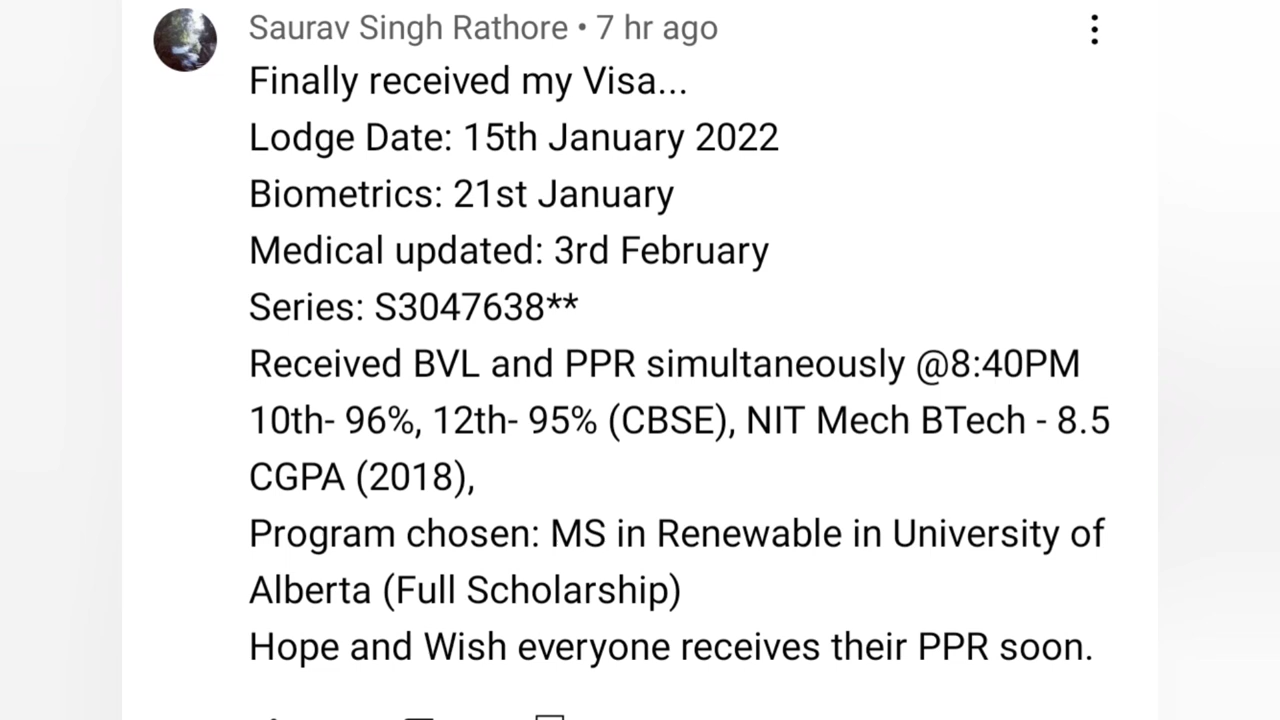 Saurav Singh Rathore • 7 hr ago
Finally received my Visa...
Lodge Date: 15th January 2022
Biometrics: 21st January
Medical updated: 3rd February
Series: S3047638**
Received BVL and PPR simultaneously @8:40PM
10th- 96%, 12th- 95% (CBSE), NIT Mech BTech - 8.5
CGPA (2018),
Program chosen: MS in Renewable in University of
Alberta (Full Scholarship)
Hope and Wish everyone receives their PPR soon.